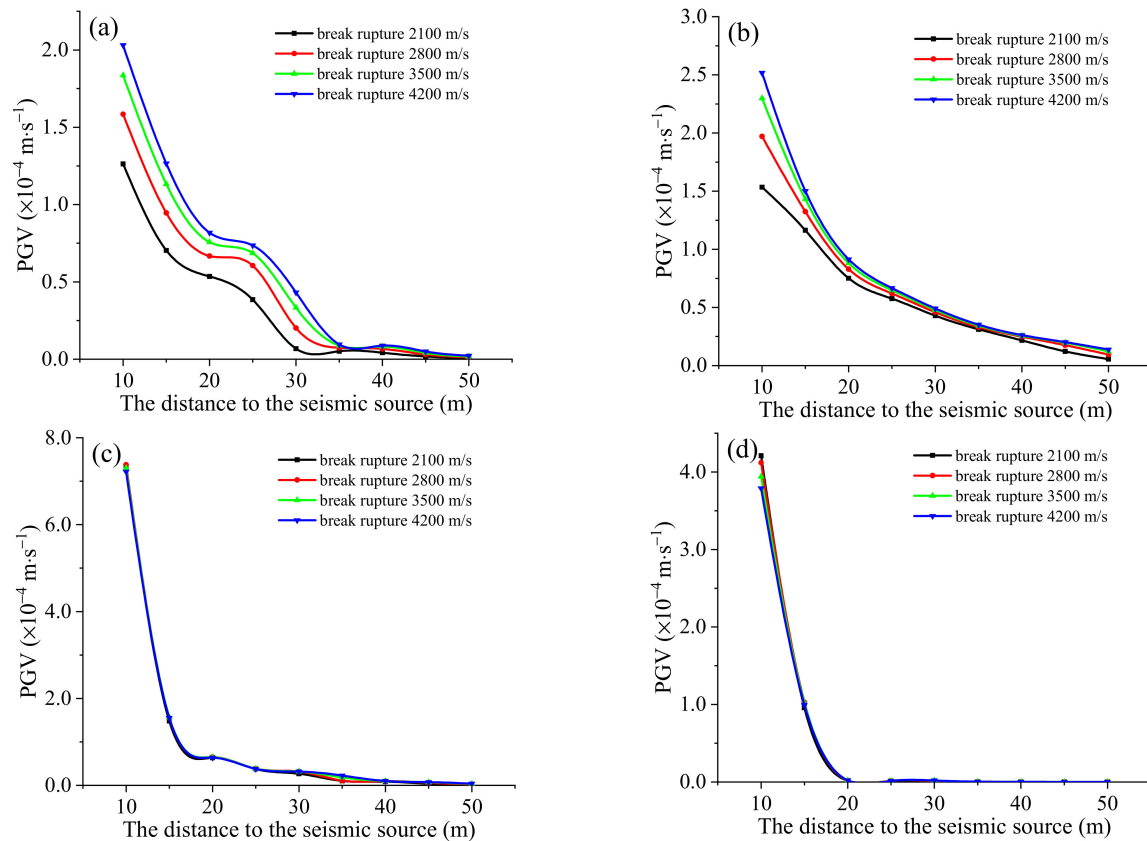 (a)
break rupture 2100 m/s
break rupture 2800 m/s
break rupture 3500 m/s
break rupture 4200 m/s
2.0
1.5
1.0
0.5
0.0
PGV (×10⁻⁴ m·s⁻¹)
10 20 30 40 50
The distance to the seismic source (m)
(b)
break rupture 2100 m/s
break rupture 2800 m/s
break rupture 3500 m/s
break rupture 4200 m/s
3.0
2.5
2.0
1.5
1.0
0.5
0.0
PGV (×10⁻⁴ m·s⁻¹)
10 20 30 40 50
The distance to the seismic source (m)
(c)
break rupture 2100 m/s
break rupture 2800 m/s
break rupture 3500 m/s
break rupture 4200 m/s
8.0
6.0
4.0
2.0
0.0
PGV (×10⁻⁴ m·s⁻¹)
10 20 30 40 50
The distance to the seismic source (m)
(d)
break rupture 2100 m/s
break rupture 2800 m/s
break rupture 3500 m/s
break rupture 4200 m/s
4.0
3.0
2.0
1.0
0.0
PGV (×10⁻⁴ m·s⁻¹)
10 20 30 40 50
The distance to the seismic source (m)